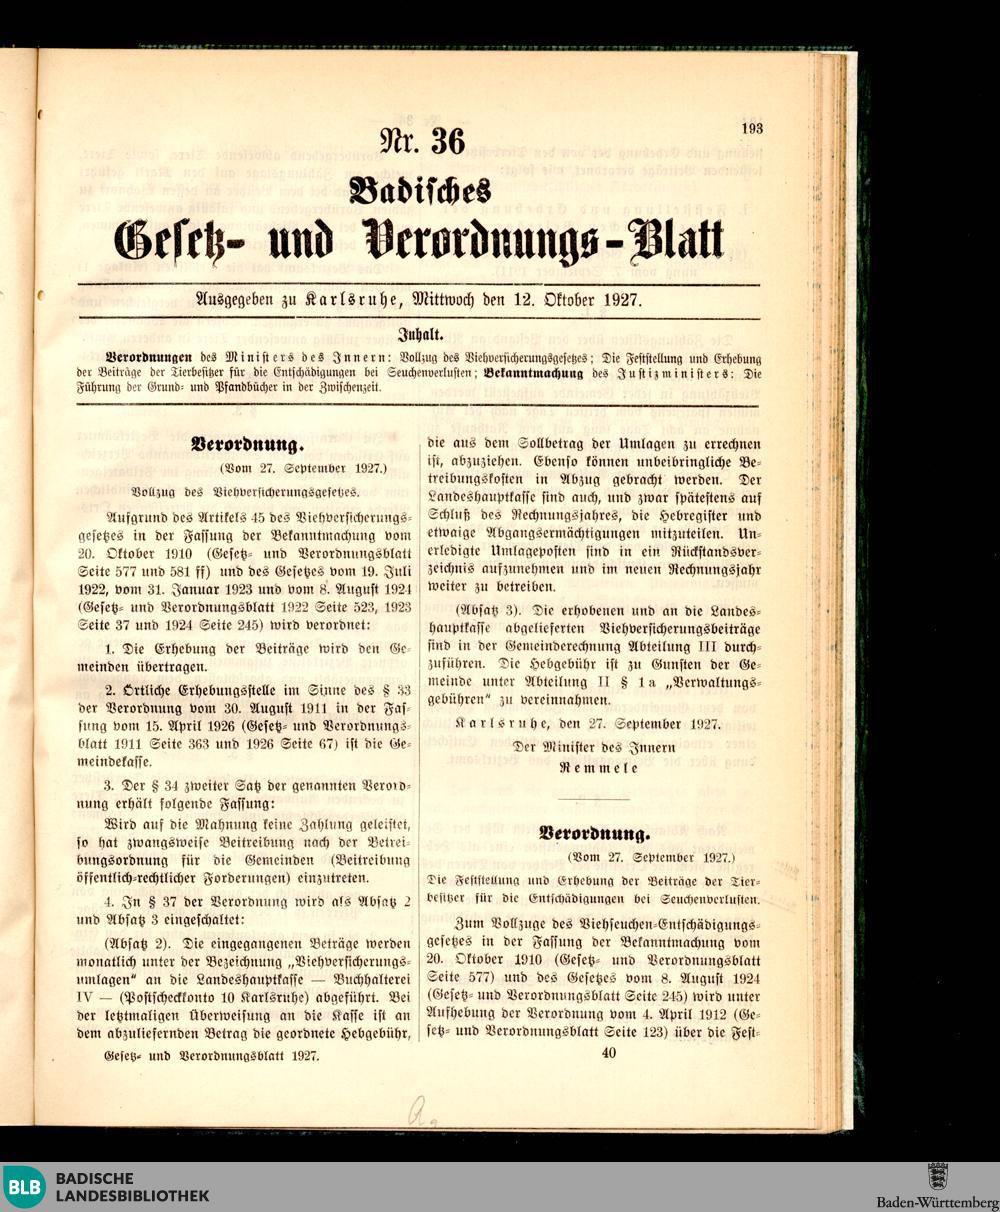 193
Nr. 36
Badisches
Gesetz- und Verordnungs-Blatt
Ausgegeben zu Karlsruhe, Mittwoch den 12. Oktober 1927.
Inhalt.
Verordnungen des Ministers des Innern: Vollzug des Viehversicherungsgesetzes; Die Feststellung und Erhebung
der Beiträge der Tierbesitzer für die Entschädigungen bei Seuchenverlusten; Bekanntmachung des Justizministers: Die
Führung der Grund- und Pfandbücher in der Zwischenzeit.
Verordnung.
(Vom 27. September 1927.)
Vollzug des Viehversicherungsgesetzes.
Aufgrund des Artikels 45 des Viehversicherungs-
gesetzes in der Fassung der Bekanntmachung vom
20. Oktober 1910 (Gesetz- und Verordnungsblatt
Seite 577 und 581 ff) und des Gesetzes vom 19. Juli
1922, vom 31. Januar 1923 und vom 8. August 1924
(Gesetz- und Verordnungsblatt 1922 Seite 523, 1923
Seite 37 und 1924 Seite 245) wird verordnet:
1. Die Erhebung der Beiträge wird den Ge-
meinden übertragen.
2. Örtliche Erhebungsstelle im Sinne des § 33
der Verordnung vom 30. August 1911 in der Fas-
sung vom 15. April 1926 (Gesetz- und Verordnungs-
blatt 1911 Seite 363 und 1926 Seite 67) ist die Ge-
meindekasse.
3. Der § 34 zweiter Satz der genannten Verord-
nung erhält folgende Fassung:
Wird auf die Mahnung keine Zahlung geleistet,
so hat zwangsweise Beitreibung nach der Betrei-
bungsordnung für die Gemeinden (Beitreibung
öffentlich-rechtlicher Forderungen) einzutreten.
4. In § 37 der Verordnung wird als Absatz 2
und Absatz 3 eingeschaltet:
(Absatz 2). Die eingegangenen Beträge werden
monatlich unter der Bezeichnung „Viehversicherungs-
umlagen" an die Landeshauptkasse — Buchhalterei
IV — (Postscheckkonto 10 Karlsruhe) abgeführt. Bei
der letztmaligen Überweisung an die Kasse ist an
dem abzuliefernden Betrag die geordnete Hebgebühr,
Gesetz- und Verordnungsblatt 1927.
die aus dem Sollbetrag der Umlagen zu errechnen
ist, abzuziehen. Ebenso können unbeibringliche Be-
treibungskosten in Abzug gebracht werden. Der
Landeshauptkasse sind auch, und zwar spätestens auf
Schluß des Rechnungsjahres, die Hebregister und
etwaige Abgangsermächtigungen mitzuteilen. Un-
erledigte Umlageposten sind in ein Rückstandsver-
zeichnis aufzunehmen und im neuen Rechnungsjahr
weiter zu betreiben.
(Absatz 3). Die erhobenen und an die Landes-
hauptkasse abgelieferten Viehversicherungsbeiträge
sind in der Gemeinderechnung Abteilung III durch-
zuführen. Die Hebgebühr ist zu Gunsten der Ge-
meinde unter Abteilung II § 1a „Verwaltungs-
gebühren" zu vereinnahmen.
Karlsruhe, den 27. September 1927.
Der Minister des Innern
Remmele
Verordnung.
(Vom 27. September 1927.)
Die Feststellung und Erhebung der Beiträge der Tier-
besitzer für die Entschädigungen bei Seuchenverlusten.
Zum Vollzuge des Viehseuchen-Entschädigungs-
gesetzes in der Fassung der Bekanntmachung vom
20. Oktober 1910 (Gesetz- und Verordnungsblatt
Seite 577) und des Gesetzes vom 8. August 1924
(Gesetz- und Verordnungsblatt Seite 245) wird unter
Aufhebung der Verordnung vom 4. April 1912 (Ge-
setz- und Verordnungsblatt Seite 123) über die Fest-
40
BLB BADISCHE
LANDESBIBLIOTHEK
Baden-Württemberg